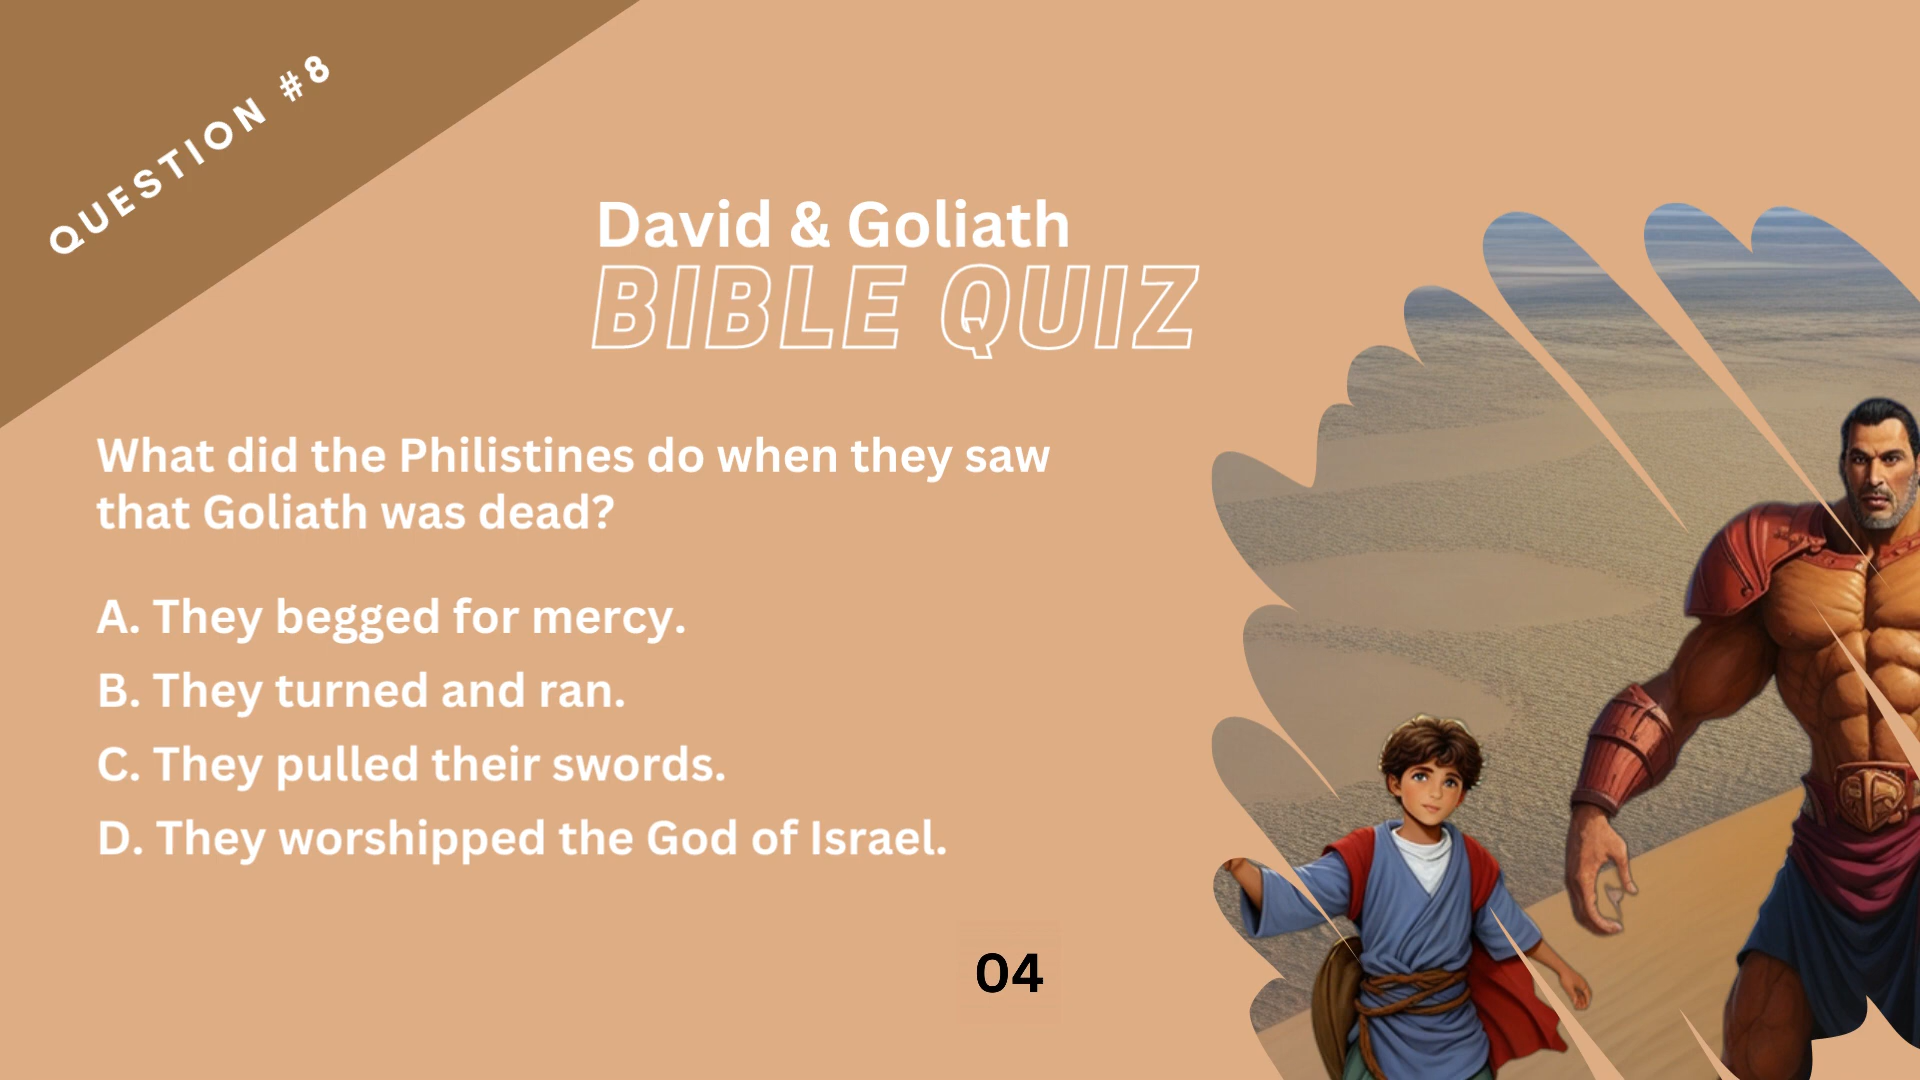 QUESTION #8
David & Goliath
BIBLE QUIZ
What did the Philistines do when they saw
that Goliath was dead?
A. They begged for mercy.
B. They turned and ran.
C. They pulled their swords.
D. They worshipped the God of Israel.
04